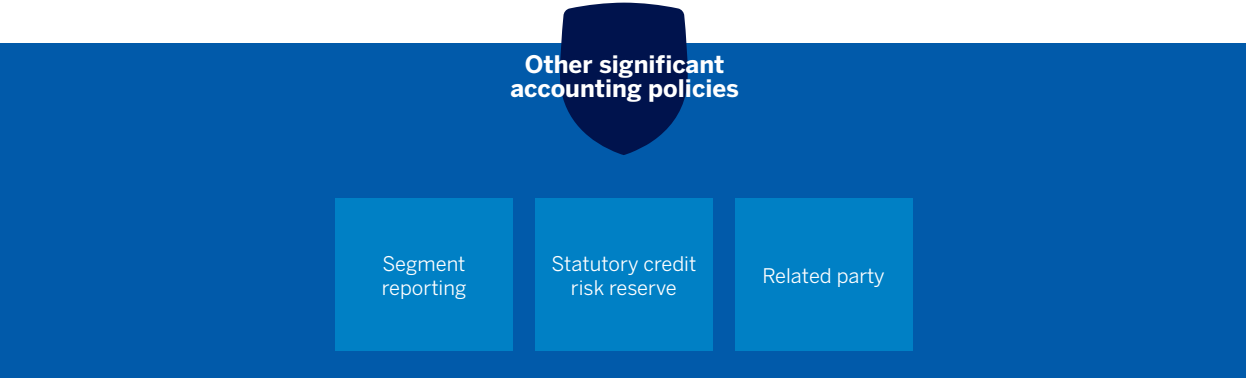 Other significant
accounting policies
Segment
reporting
Statutory credit
risk reserve
Related party